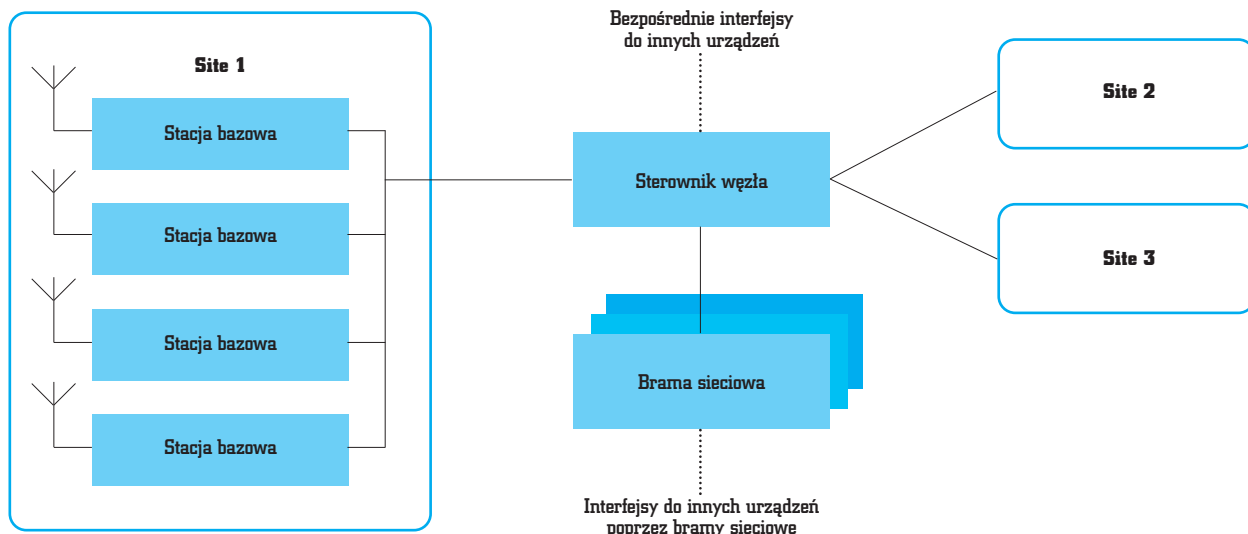 Bezpośrednie interfejsy
do innych urządzeń
Site 1
Stacja bazowa
Stacja bazowa
Stacja bazowa
Stacja bazowa
Sterownik węzła
Site 2
Site 3
Brama sieciowa
Interfejsy do innych urządzeń
poprzez bramy sieciowe